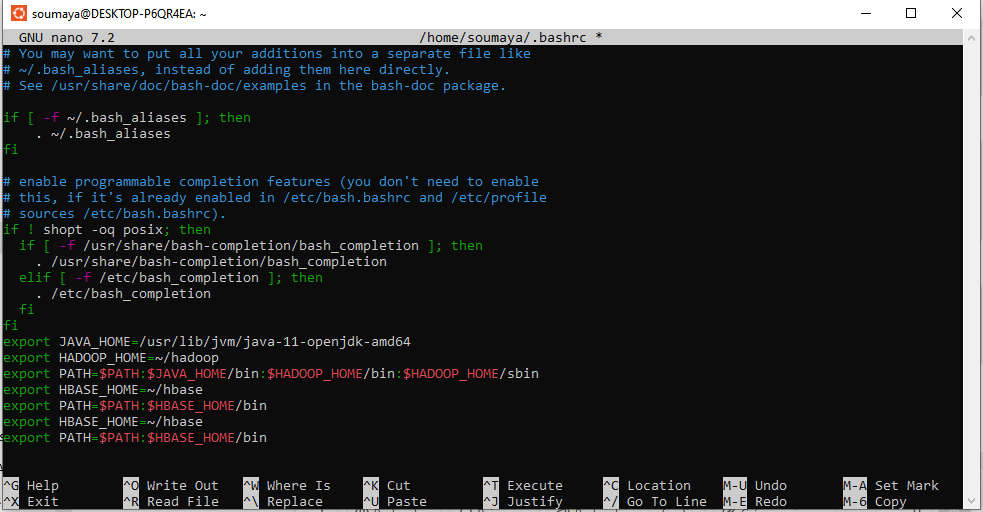 soumaya@DESKTOP-P6QR4EA: ~
GNU nano 7.2 /home/soumaya/.bashrc *
# You may want to put all your additions into a separate file like
# ~/.bash_aliases, instead of adding them here directly.
# See /usr/share/doc/bash-doc/examples in the bash-doc package.

if [ -f ~/.bash_aliases ]; then
    . ~/.bash_aliases
fi

# enable programmable completion features (you don't need to enable
# this, if it's already enabled in /etc/bash.bashrc and /etc/profile
# sources /etc/bash.bashrc).
if ! shopt -oq posix; then
  if [ -f /usr/share/bash-completion/bash_completion ]; then
    . /usr/share/bash-completion/bash_completion
  elif [ -f /etc/bash_completion ]; then
    . /etc/bash_completion
  fi
fi
export JAVA_HOME=/usr/lib/jvm/java-11-openjdk-amd64
export HADOOP_HOME=~/hadoop
export PATH=$PATH:$JAVA_HOME/bin:$HADOOP_HOME/bin:$HADOOP_HOME/sbin
export HBASE_HOME=~/hbase
export PATH=$PATH:$HBASE_HOME/bin
export HBASE_HOME=~/hbase
export PATH=$PATH:$HBASE_HOME/bin

^G Help ^O Write Out ^W Where Is ^K Cut ^T Execute ^C Location M-U Undo M-A Set Mark
^X Exit ^R Read File ^\ Replace ^U Paste ^J Justify ^/ Go To Line M-E Redo M-6 Copy